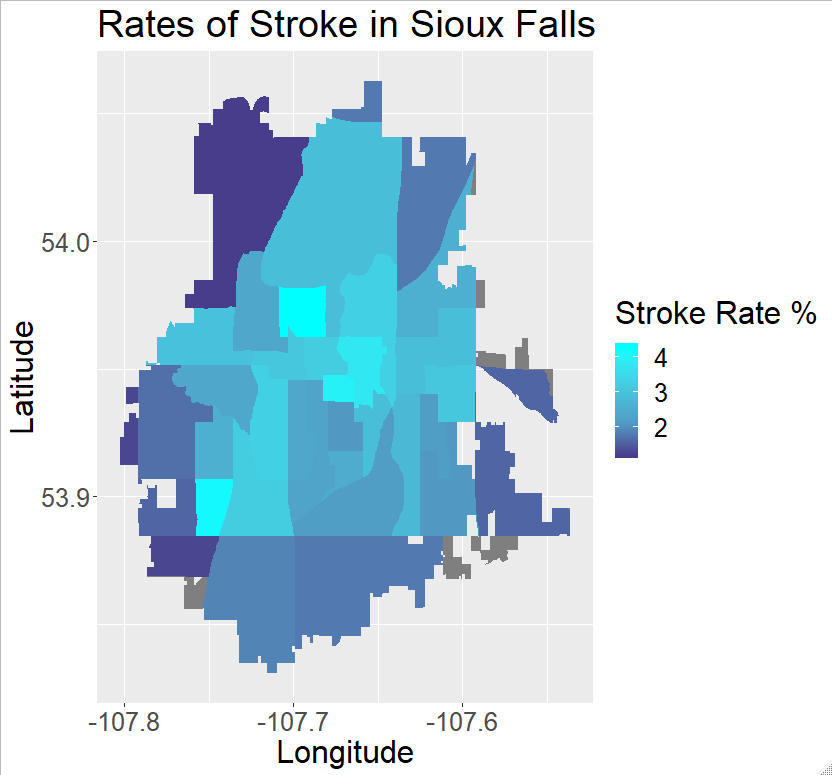 Rates of Stroke in Sioux Falls
54.0
53.9
Latitude
-107.8
-107.7
-107.6
Longitude
Stroke Rate %
4
3
2